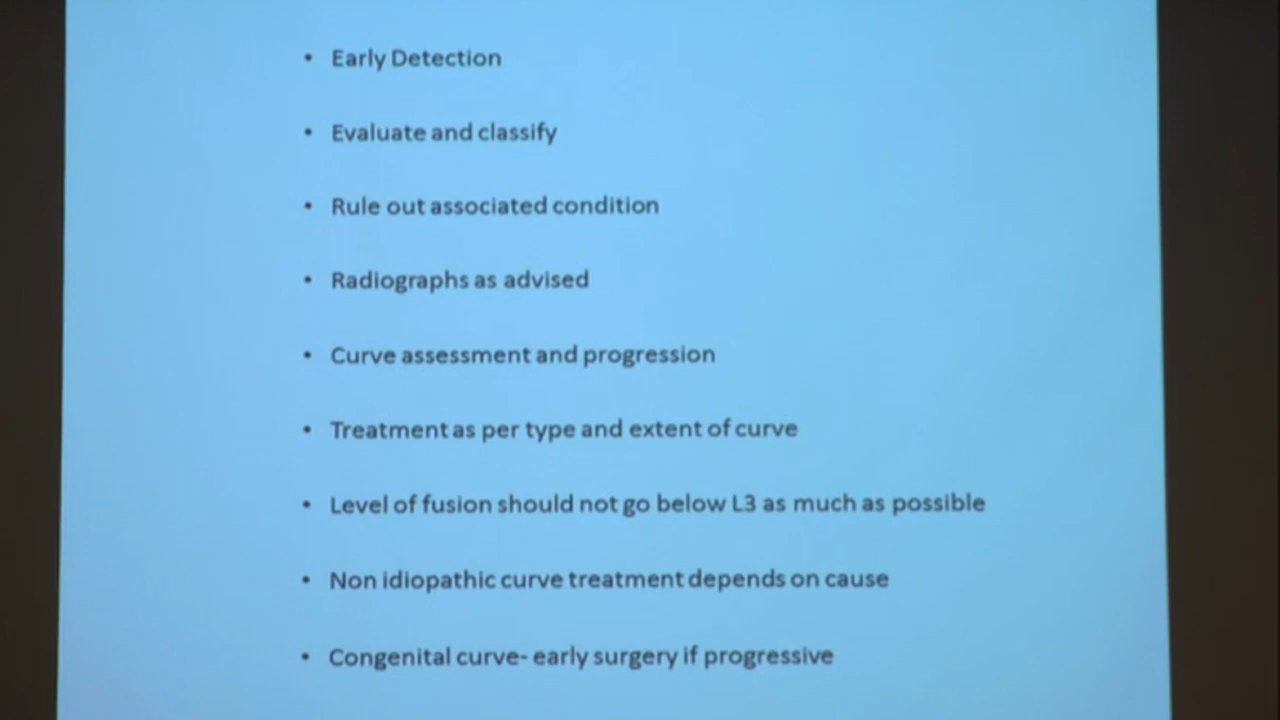 • Early Detection
• Evaluate and classify
• Rule out associated condition
• Radiographs as advised
• Curve assessment and progression
• Treatment as per type and extent of curve
• Level of fusion should not go below L3 as much as possible
• Non idiopathic curve treatment depends on cause
• Congenital curve- early surgery if progressive